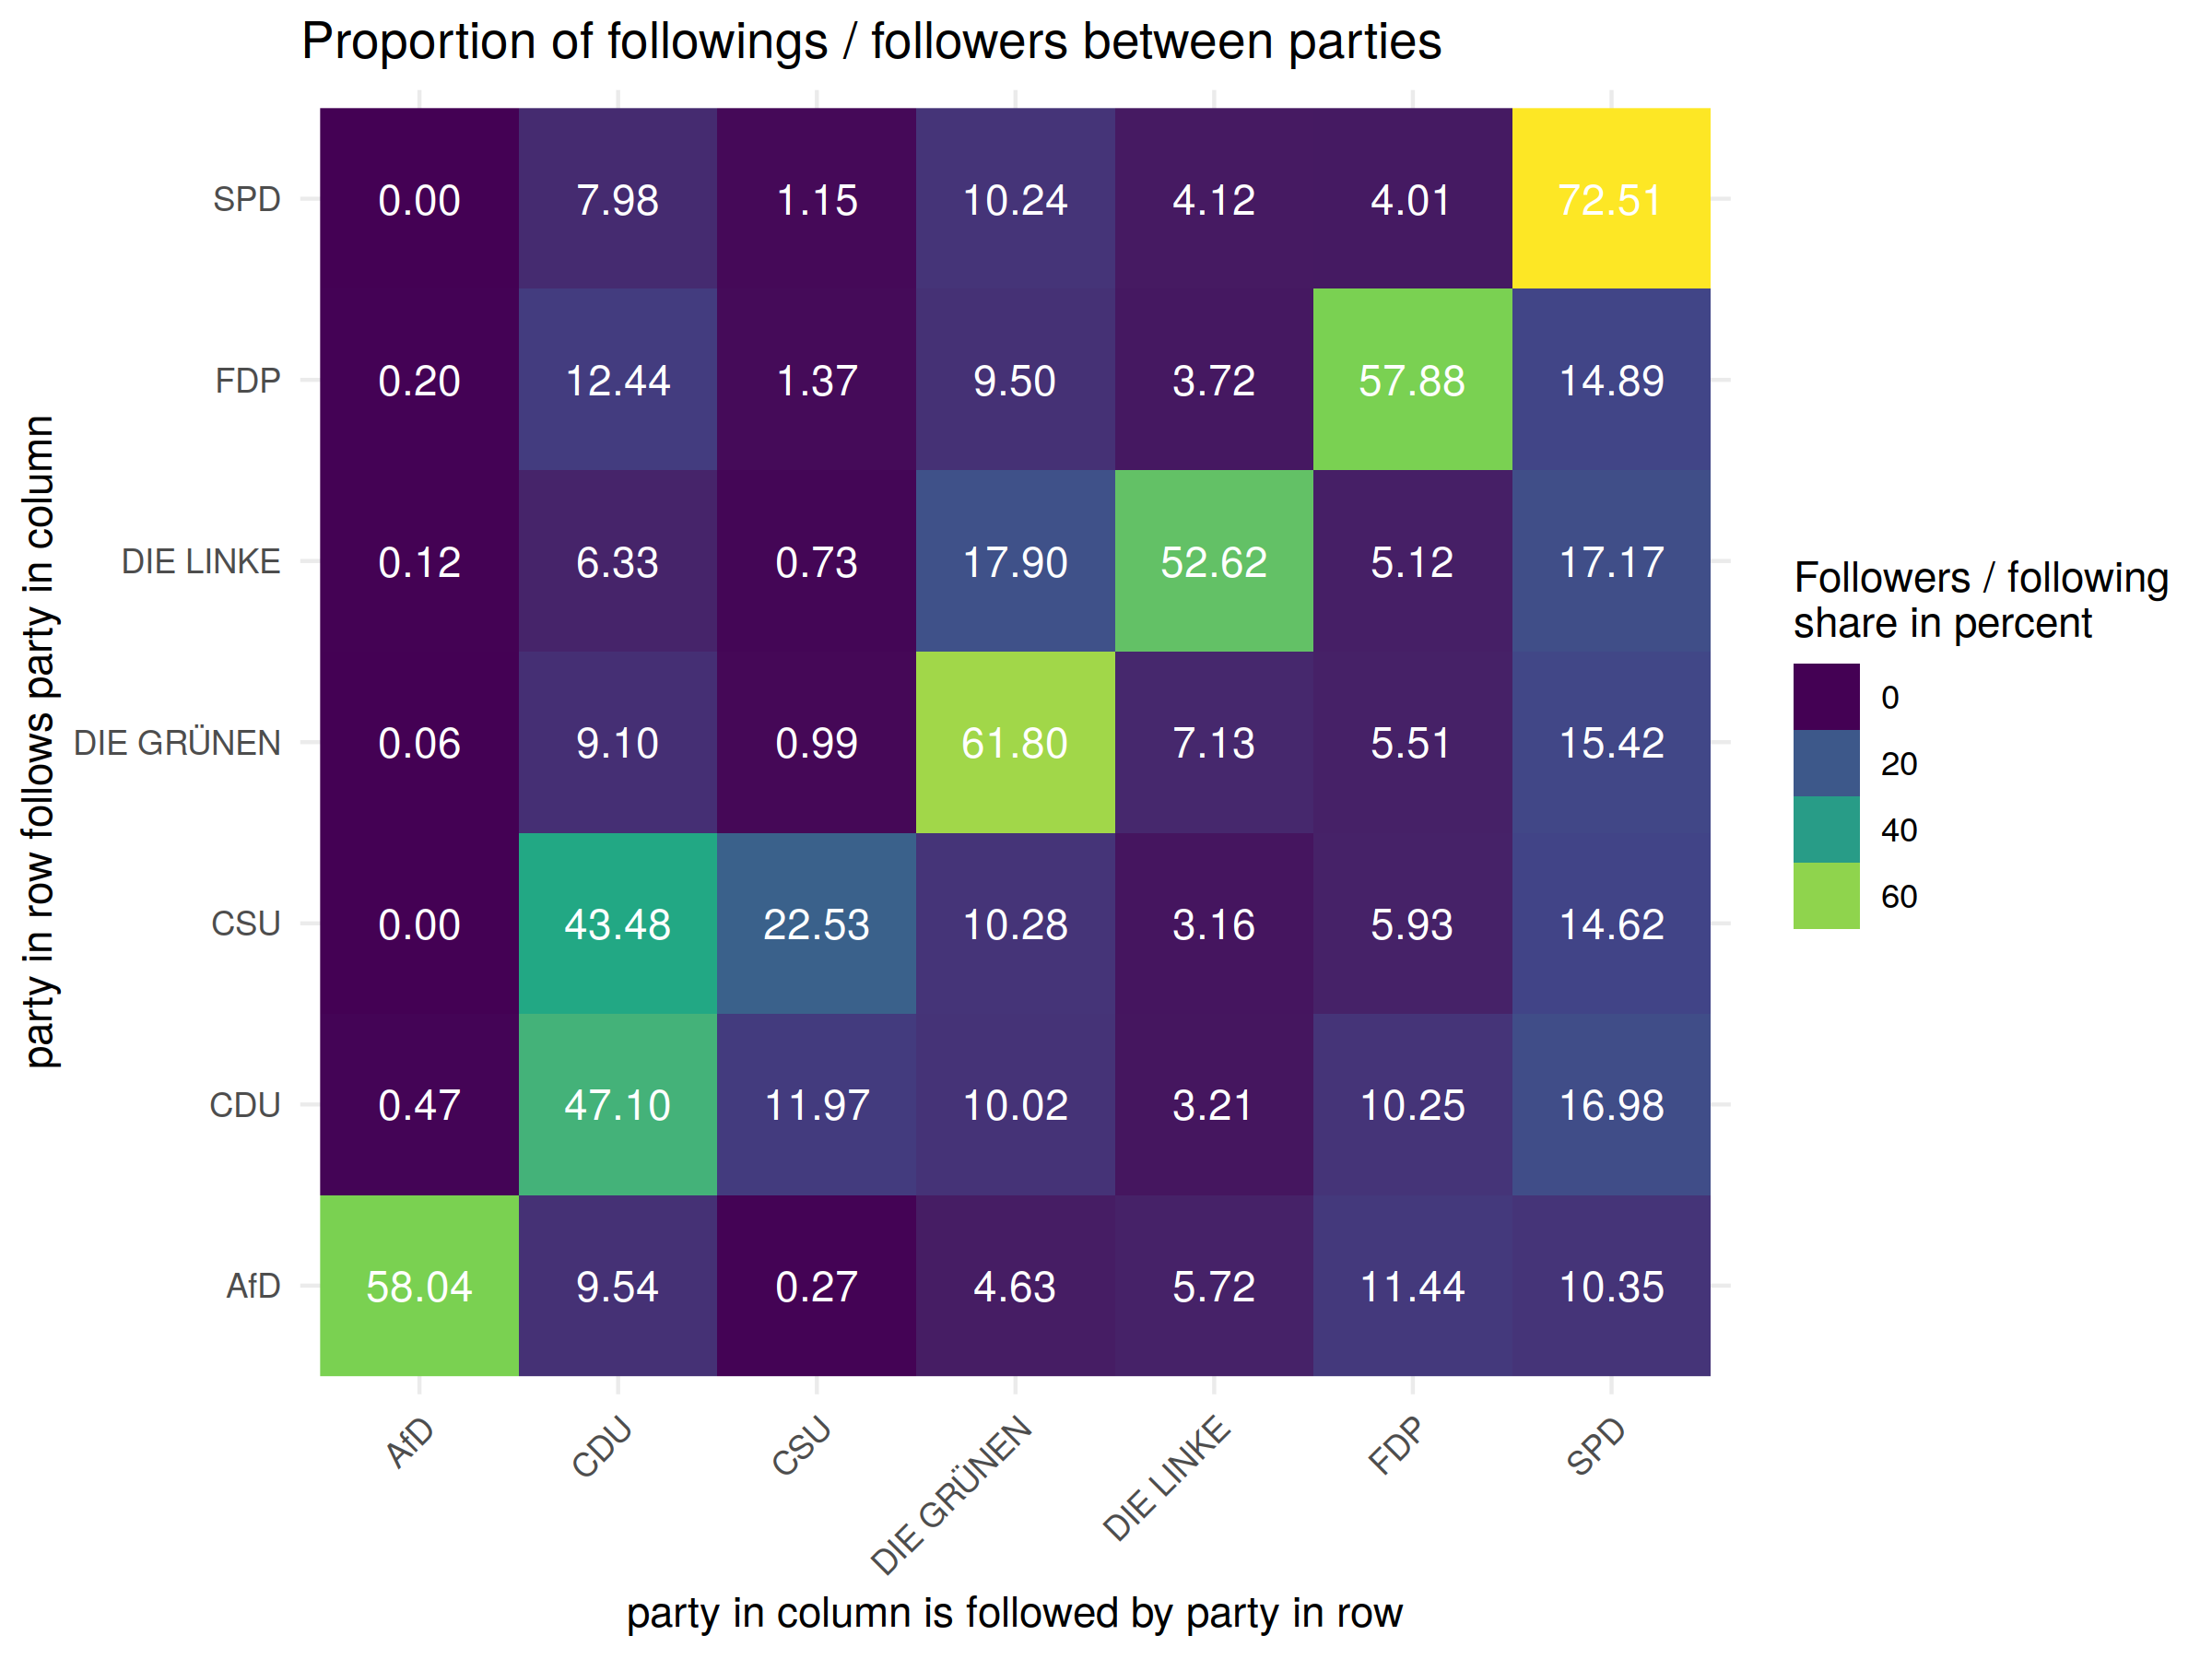 Proportion of followings / followers between parties
party in row follows party in column
SPD 0.00 7.98 1.15 10.24 4.12 4.01 72.51
FDP 0.20 12.44 1.37 9.50 3.72 57.88 14.89
DIE LINKE 0.12 6.33 0.73 17.90 52.62 5.12 17.17
DIE GRÜNEN 0.06 9.10 0.99 61.80 7.13 5.51 15.42
CSU 0.00 43.48 22.53 10.28 3.16 5.93 14.62
CDU 0.47 47.10 11.97 10.02 3.21 10.25 16.98
AfD 58.04 9.54 0.27 4.63 5.72 11.44 10.35
AfD CDU CSU DIE GRÜNEN DIE LINKE FDP SPD
party in column is followed by party in row
Followers / following
share in percent
0
20
40
60